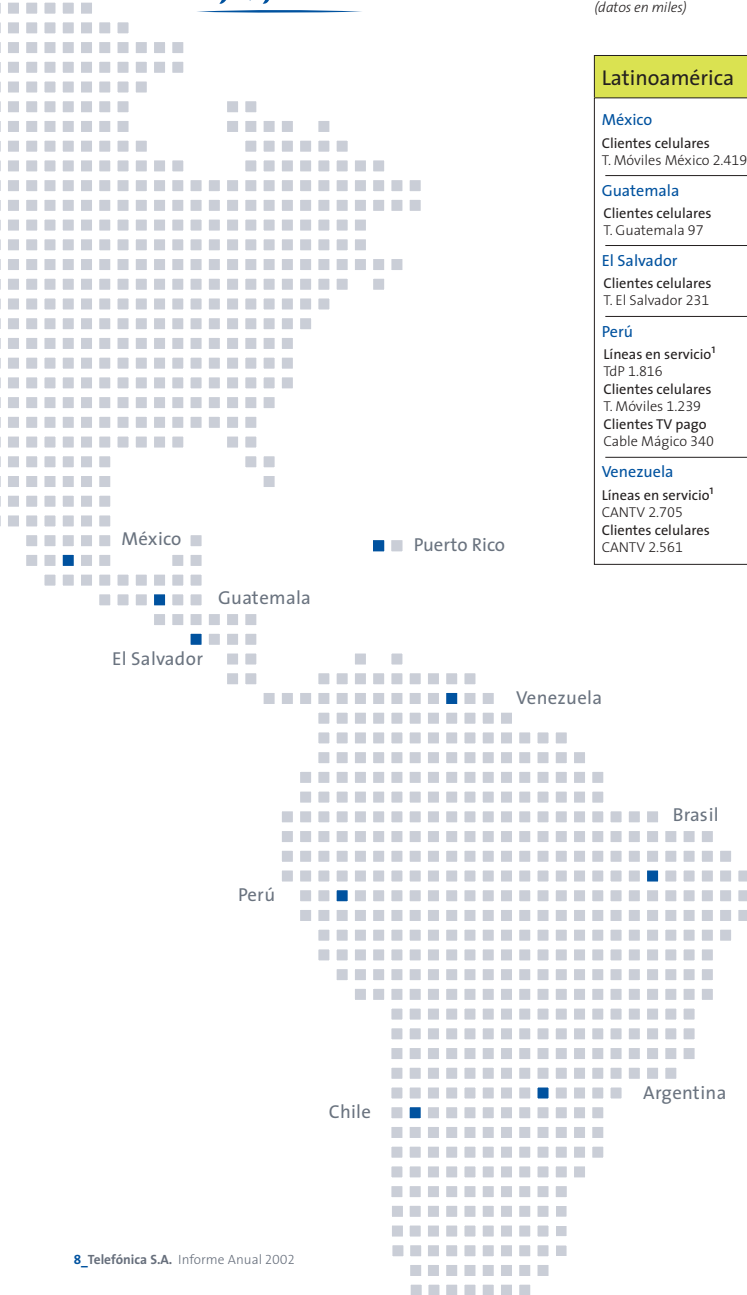 (datos en miles)
Latinoamérica
México
Clientes celulares
T. Móviles México 2.419
Guatemala
Clientes celulares
T. Guatemala 97
El Salvador
Clientes celulares
T. El Salvador 231
Perú
Líneas en servicio¹
TdP 1.816
Clientes celulares
T. Móviles 1.239
Clientes TV pago
Cable Mágico 340
Venezuela
Líneas en servicio¹
CANTV 2.705
Clientes celulares
CANTV 2.561
México
Puerto Rico
Guatemala
El Salvador
Venezuela
Brasil
Perú
Argentina
Chile
8_Telefónica S.A. Informe Anual 2002